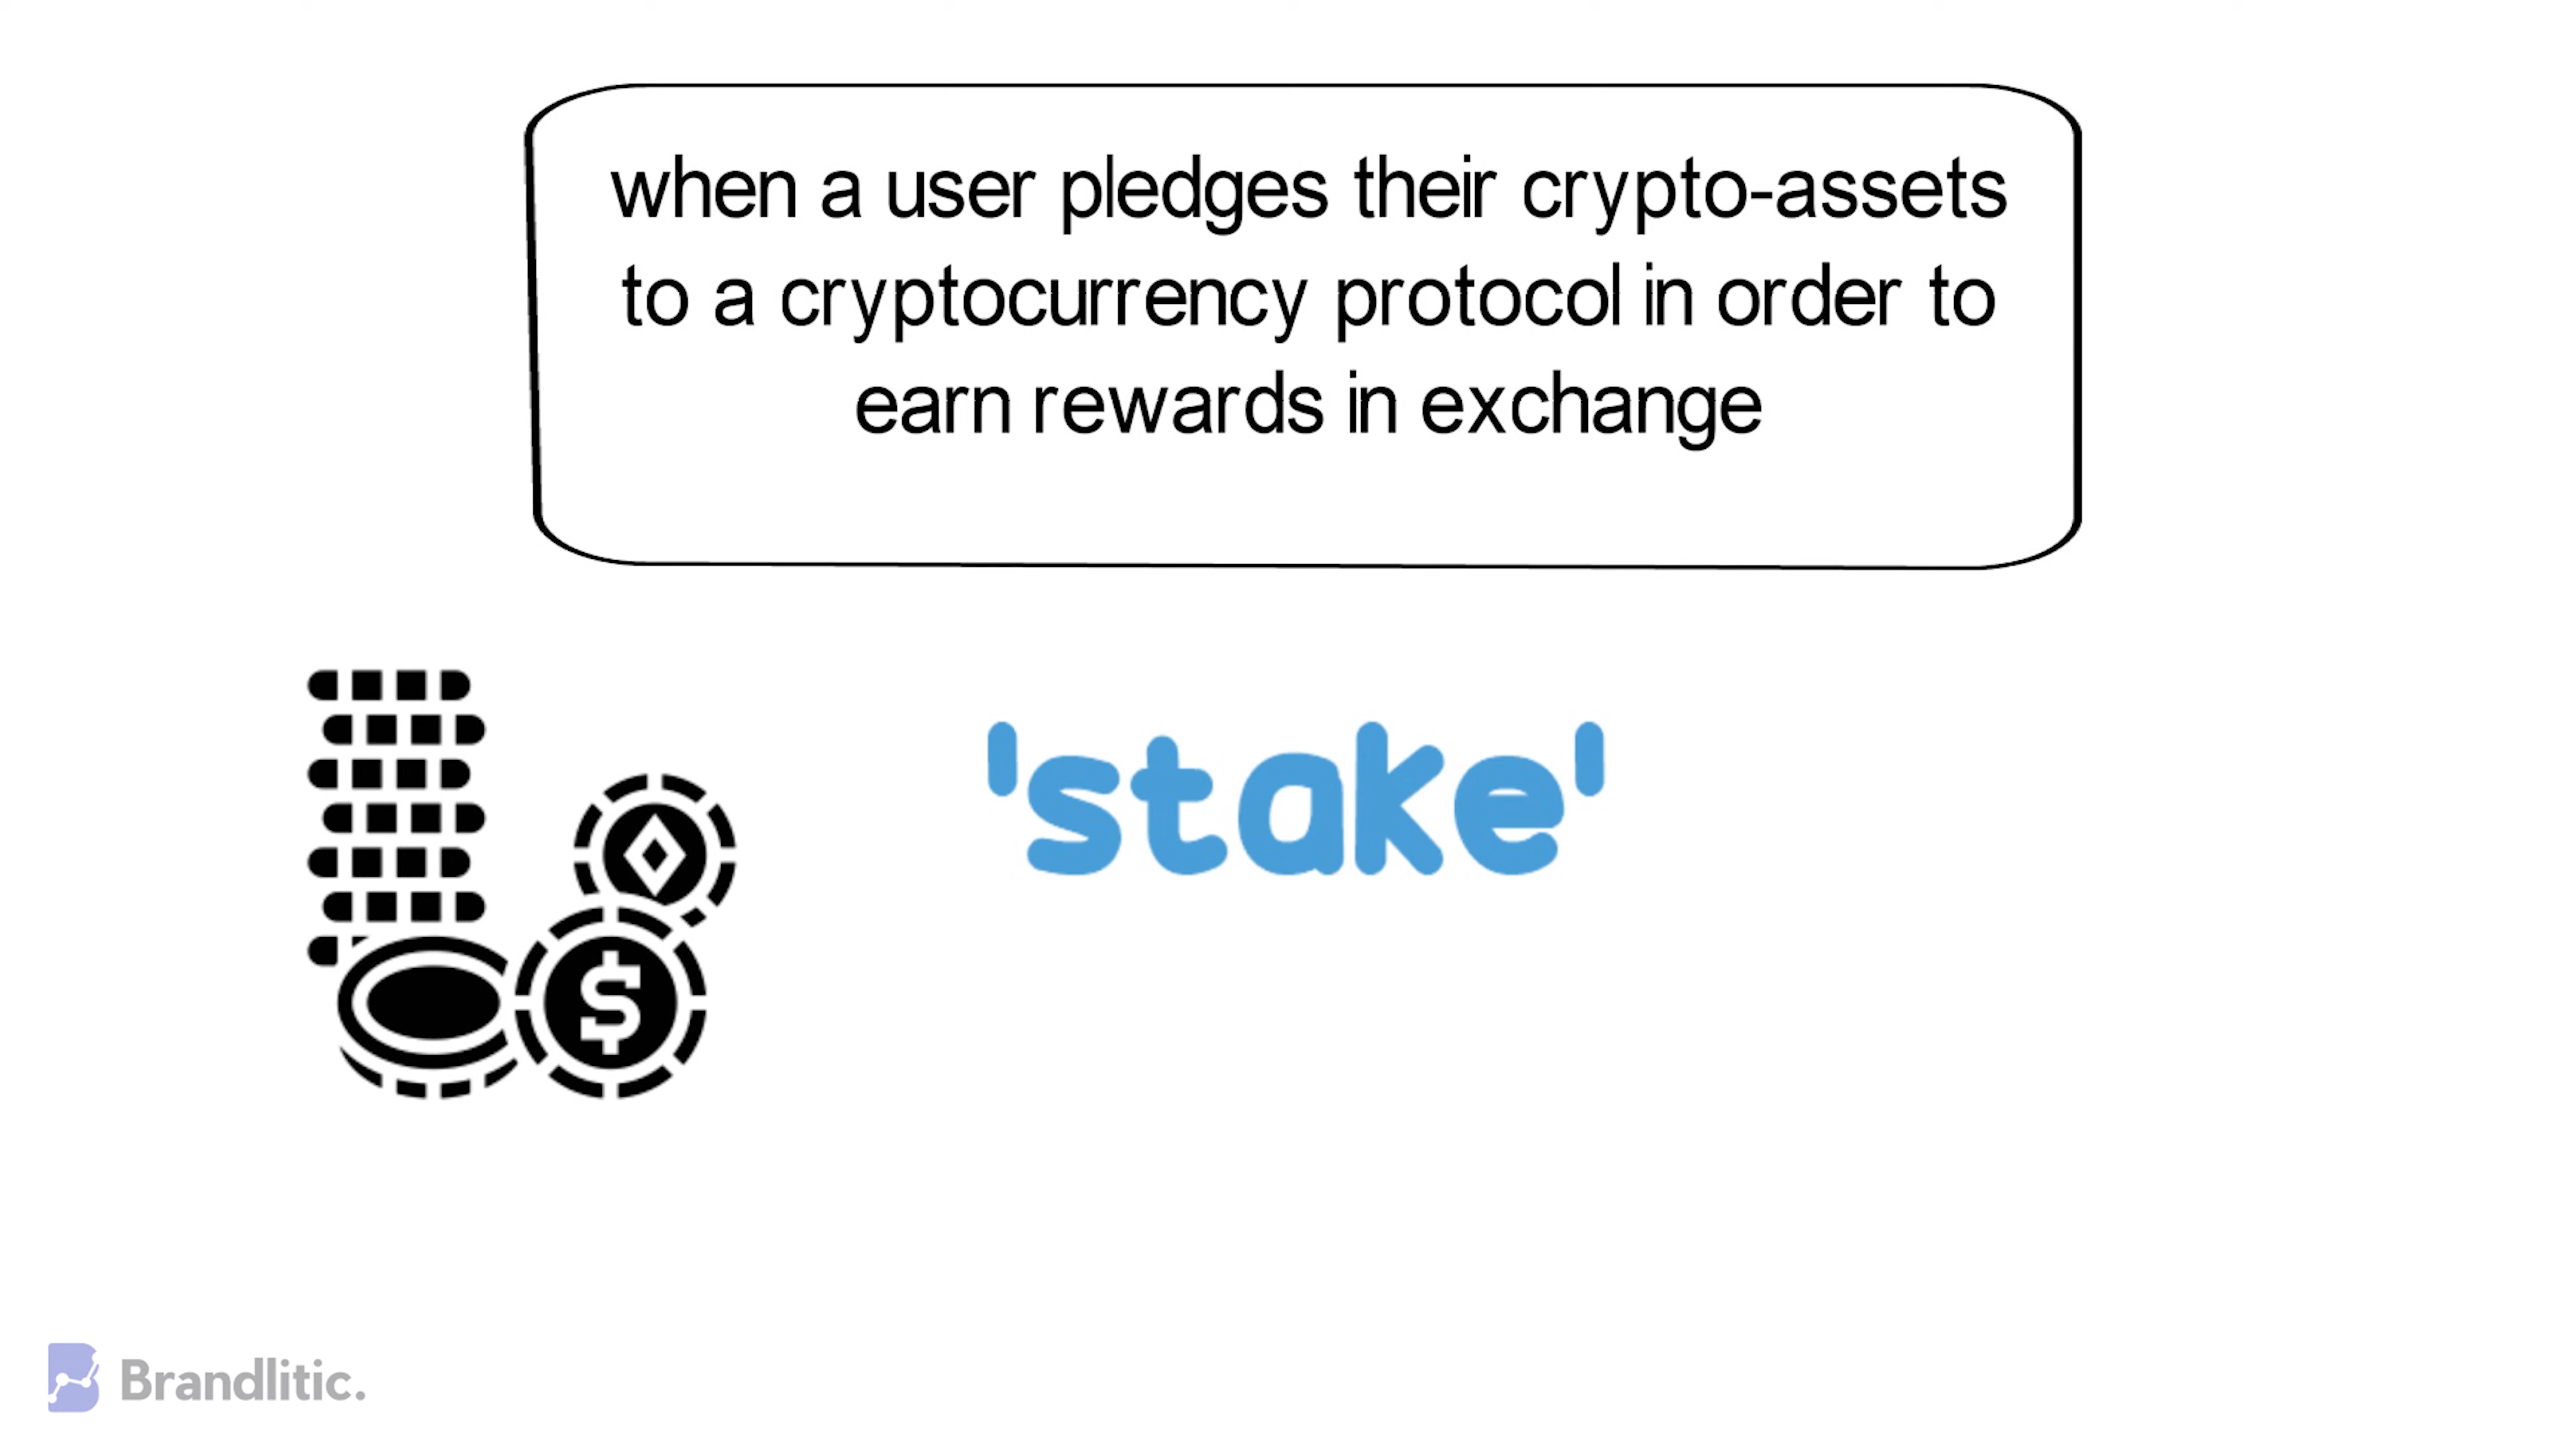 when a user pledges their crypto-assets
to a cryptocurrency protocol in order to
earn rewards in exchange
'stake'
$
Brandlitic.